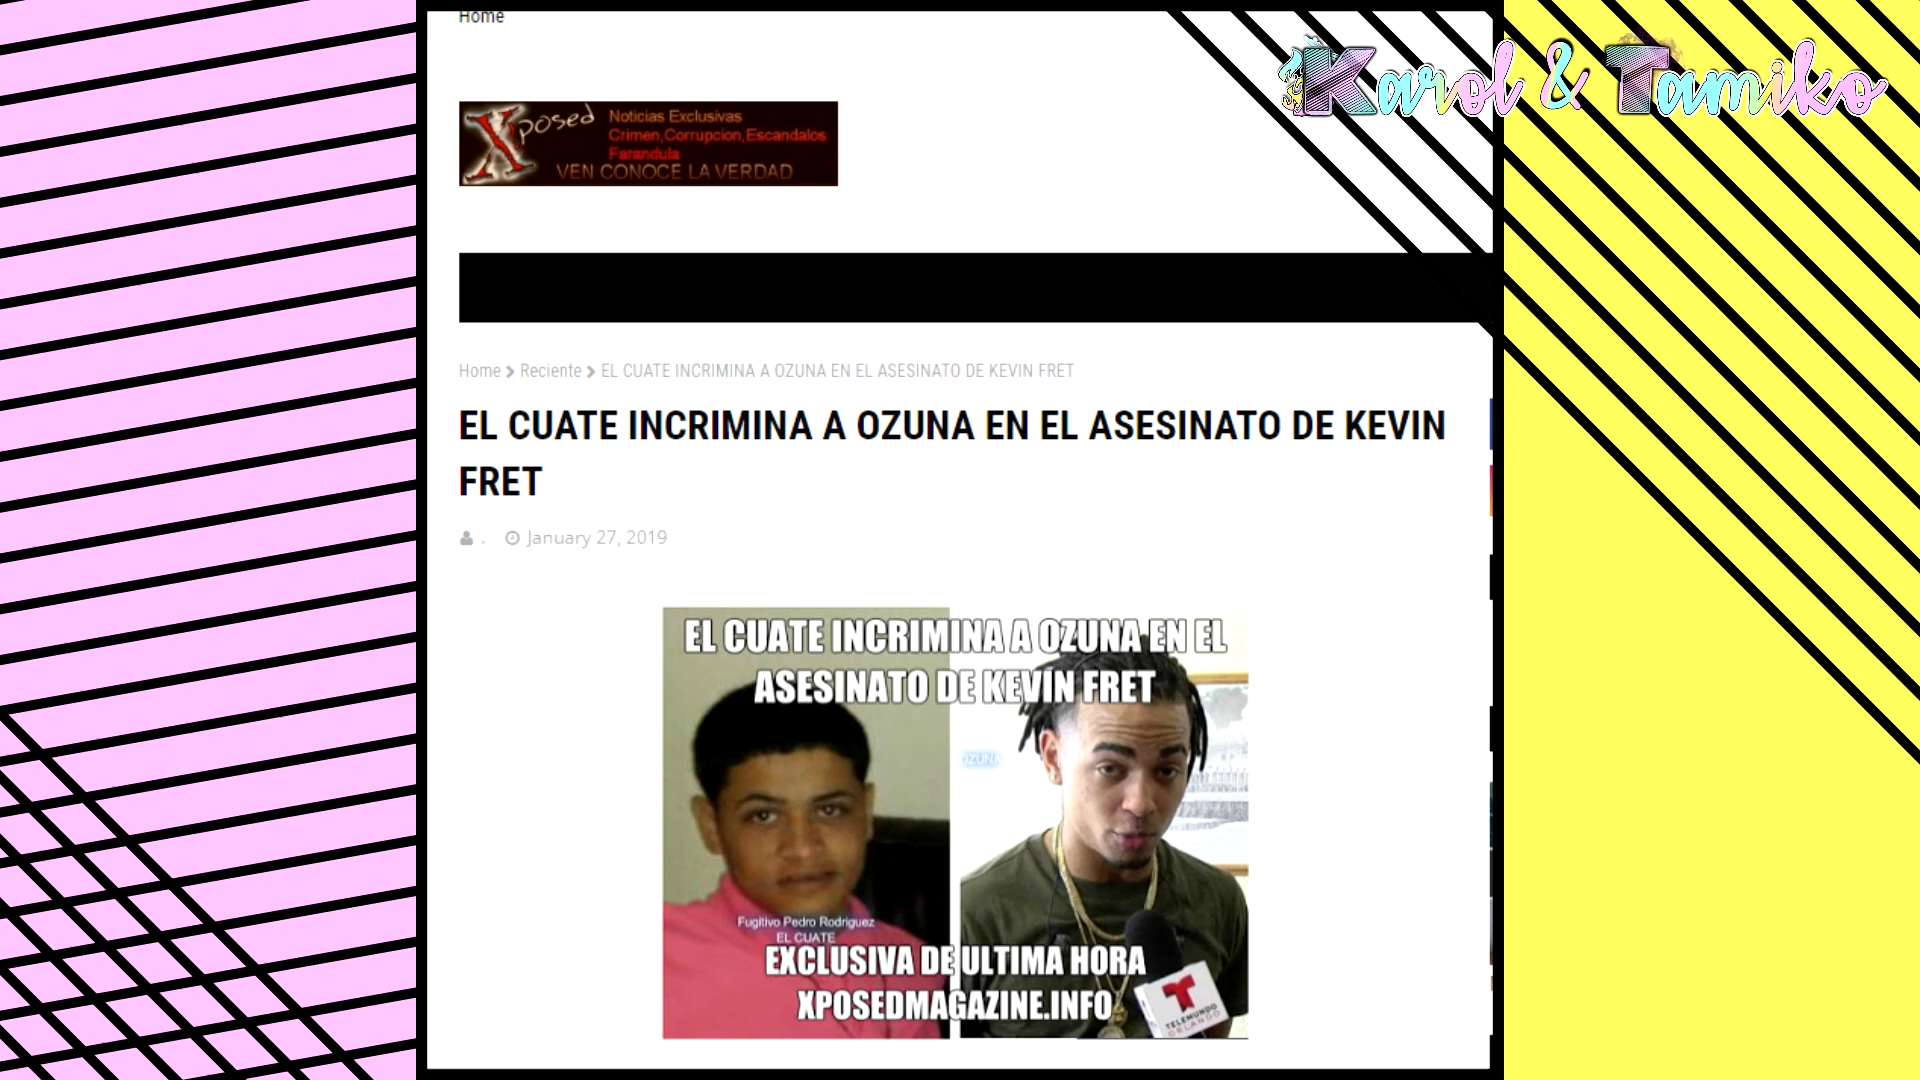 Home
Karol & Tamiko
Xposed
Noticias Exclusivas
Crimen,Corrupcion,Escandalos
Farandula
VEN CONOCE LA VERDAD
Home > Reciente > EL CUATE INCRIMINA A OZUNA EN EL ASESINATO DE KEVIN FRET
EL CUATE INCRIMINA A OZUNA EN EL ASESINATO DE KEVIN
FRET
. January 27, 2019
EL CUATE INCRIMINA A OZUNA EN EL
ASESINATO DE KEVIN FRET
OZUNA
Fugitivo Pedro Rodriguez
EL CUATE
EXCLUSIVA DE ULTIMA HORA
XPOSEDMAGAZINE.INFO
TELEMUNDO
ORLANDO